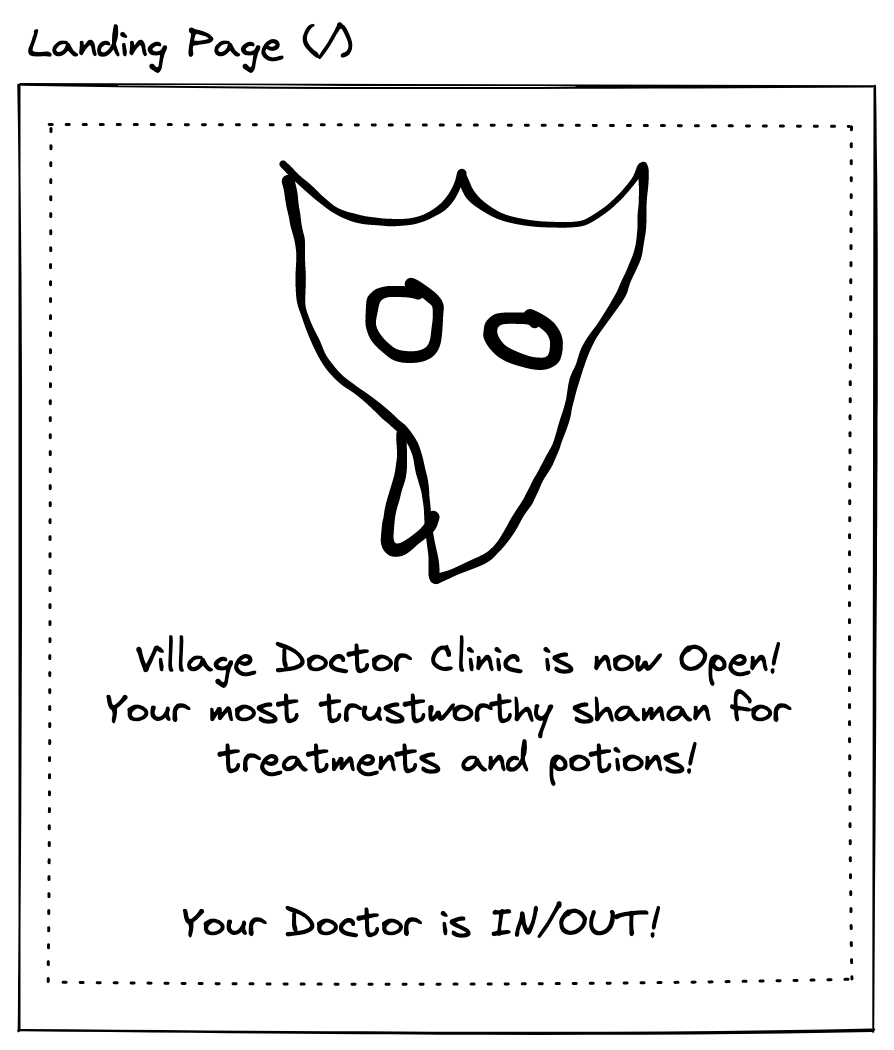 Landing Page (/)
Village Doctor Clinic is now Open!
Your most trustworthy shaman for
treatments and potions!
Your Doctor is IN/OUT!